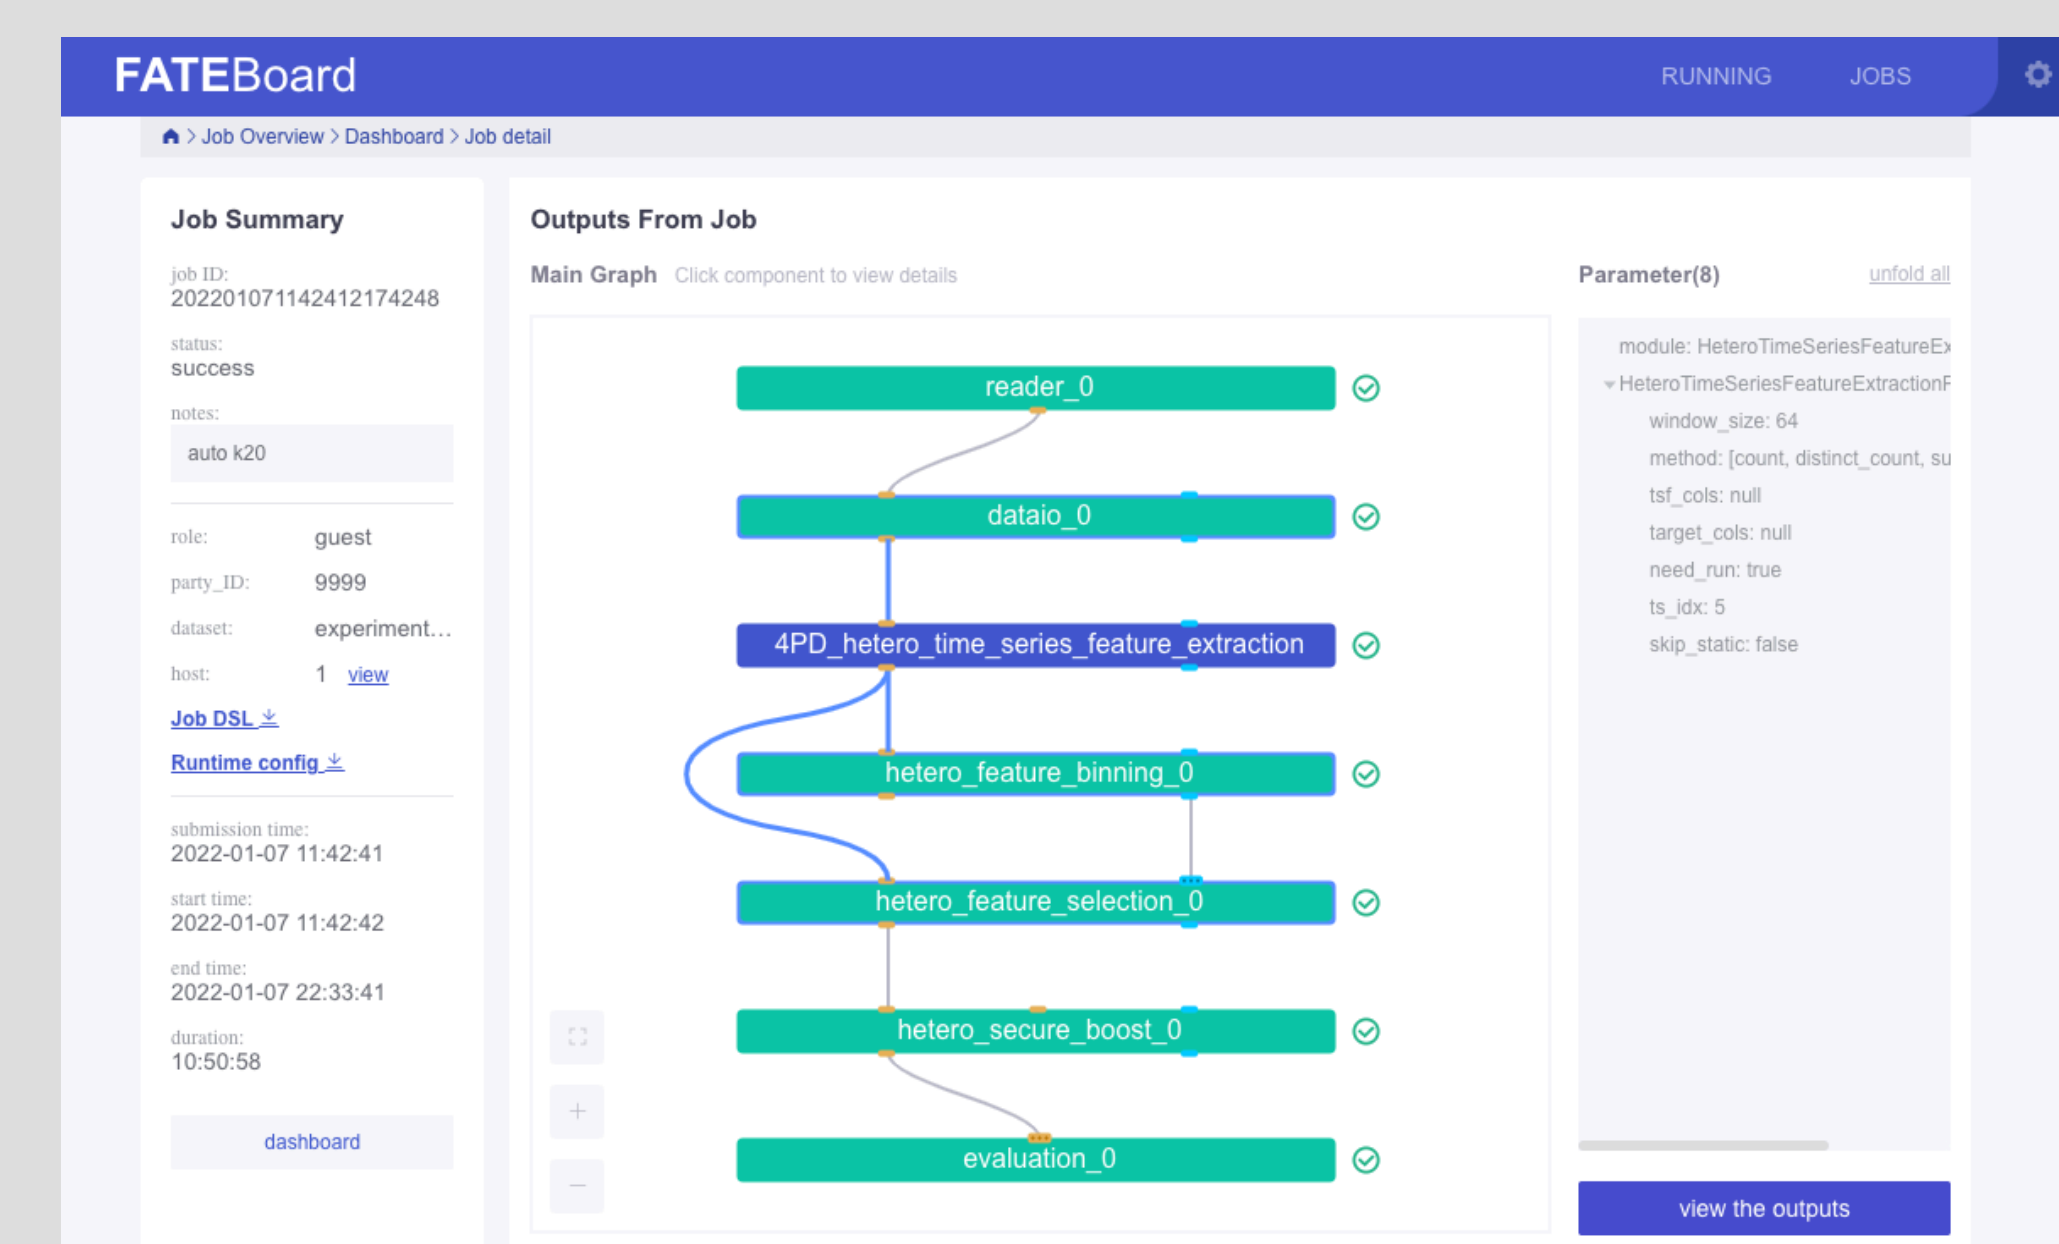 FATEBoard
RUNNING JOBS
> Job Overview > Dashboard > Job detail
Job Summary
job ID:
202201071142412174248
status:
success
notes:
auto k20
role: guest
party_ID: 9999
dataset: experiment...
host: 1 view
Job DSL
Runtime config
submission time:
2022-01-07 11:42:41
start time:
2022-01-07 11:42:42
end time:
2022-01-07 22:33:41
duration:
10:50:58
dashboard
Outputs From Job
Main Graph Click component to view details
reader_0
dataio_0
4PD_hetero_time_series_feature_extraction
hetero_feature_binning_0
hetero_feature_selection_0
hetero_secure_boost_0
evaluation_0
Parameter(8) unfold all
module: HeteroTimeSeriesFeatureEx
HeteroTimeSeriesFeatureExtractionF
window_size: 64
method: [count, distinct_count, su
tsf_cols: null
target_cols: null
need_run: true
ts_idx: 5
skip_static: false
view the outputs